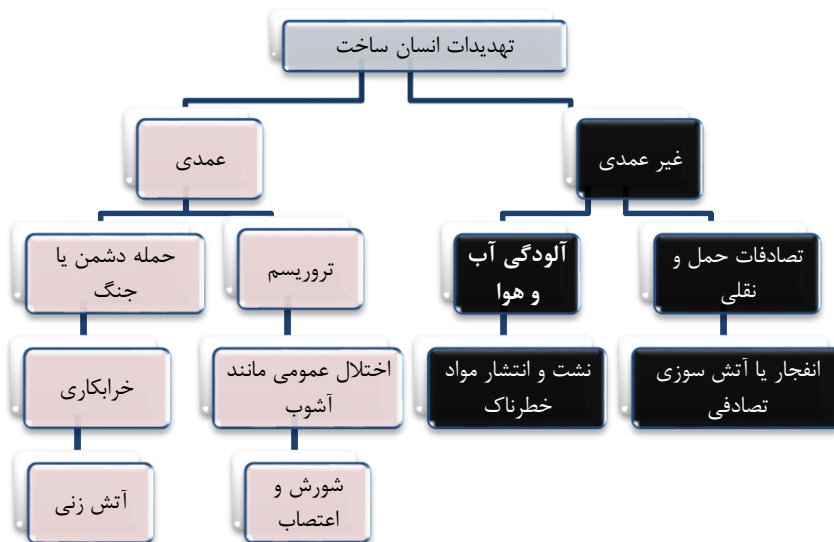 تهدیدات انسان ساخت
غیر عمدی
عمدی
تصادفات حمل و
نقلی
آلودگی آب
و هوا
تروریسم
حمله دشمن یا
جنگ
انفجار یا آتش سوزی
تصادفی
نشت و انتشار مواد
خطرناک
اختلال عمومی مانند
آشوب
خرابکاری
شورش و
اعتصاب
آتش زنی